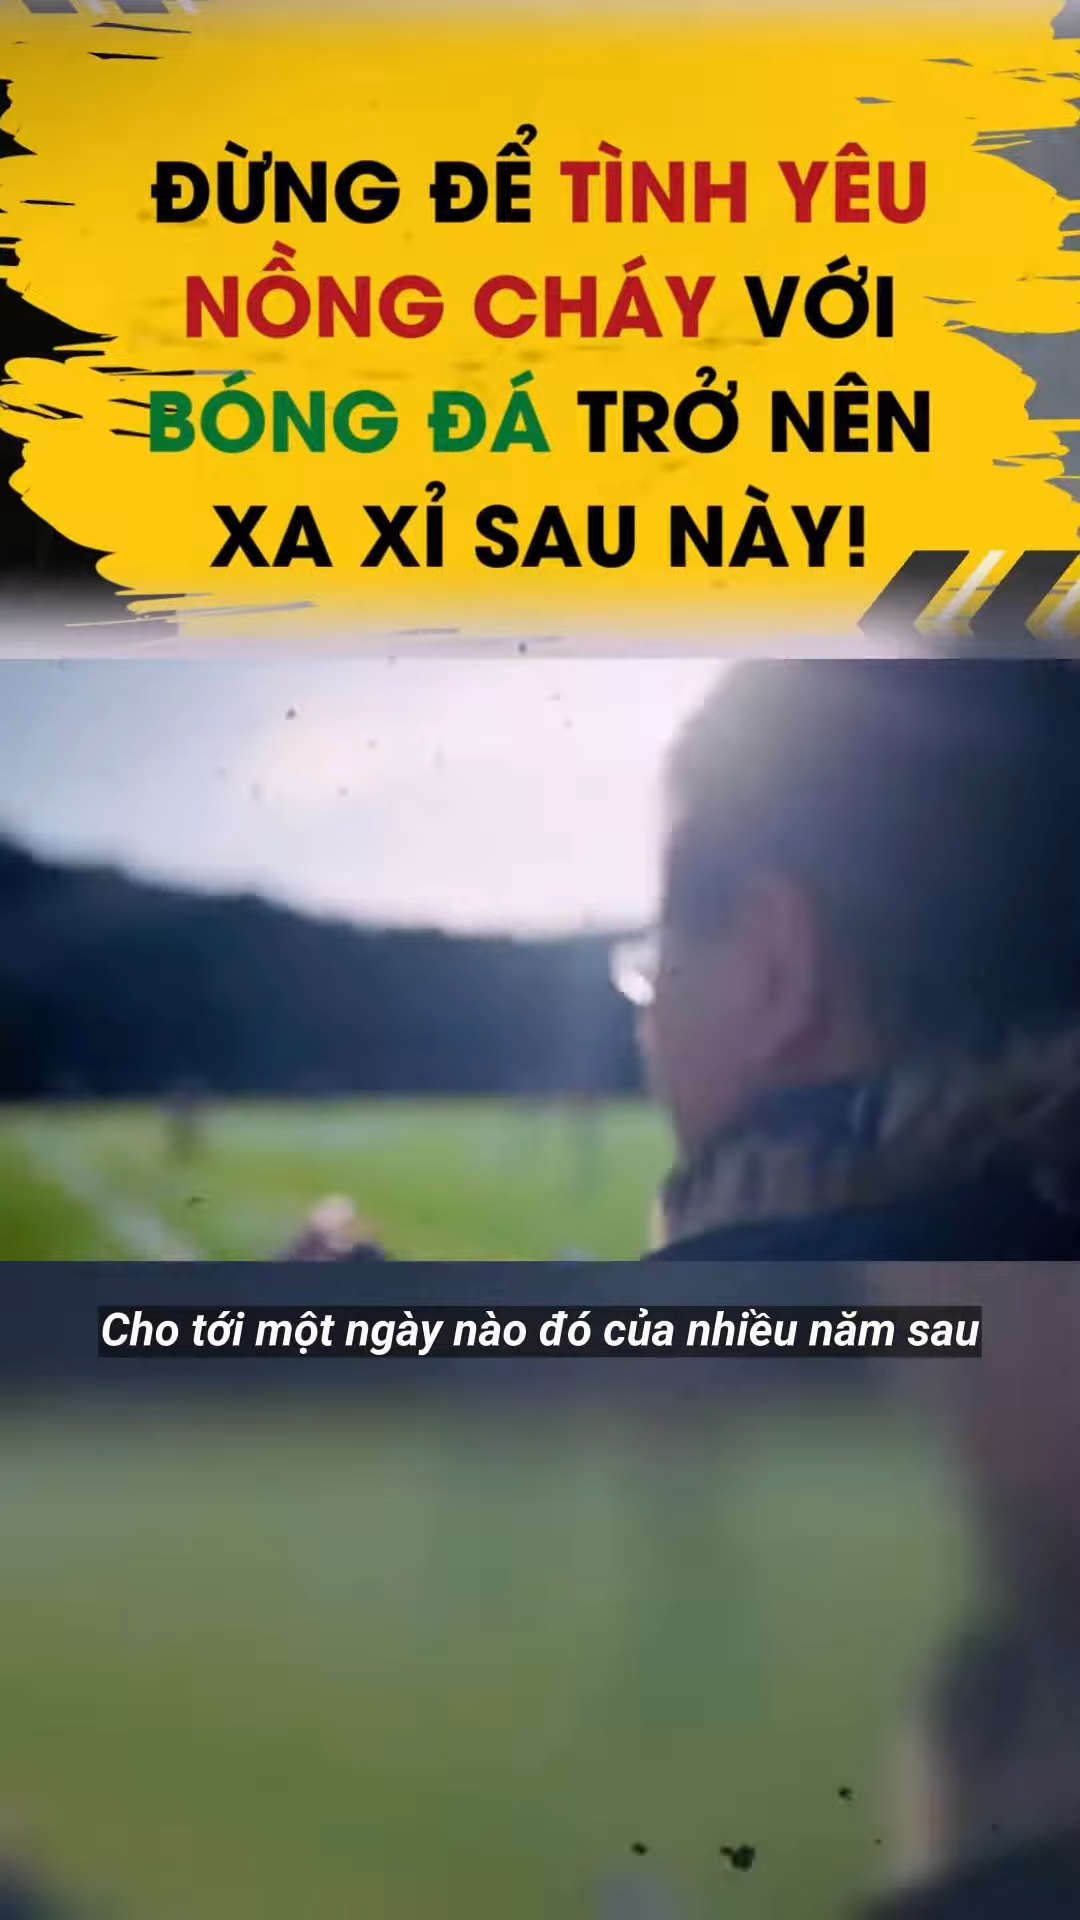 ĐỪNG ĐỂ TÌNH YÊU
NỒNG CHÁY VỚI
BÓNG ĐÁ TRỞ NÊN
XA XỈ SAU NÀY!
Cho tới một ngày nào đó của nhiều năm sau